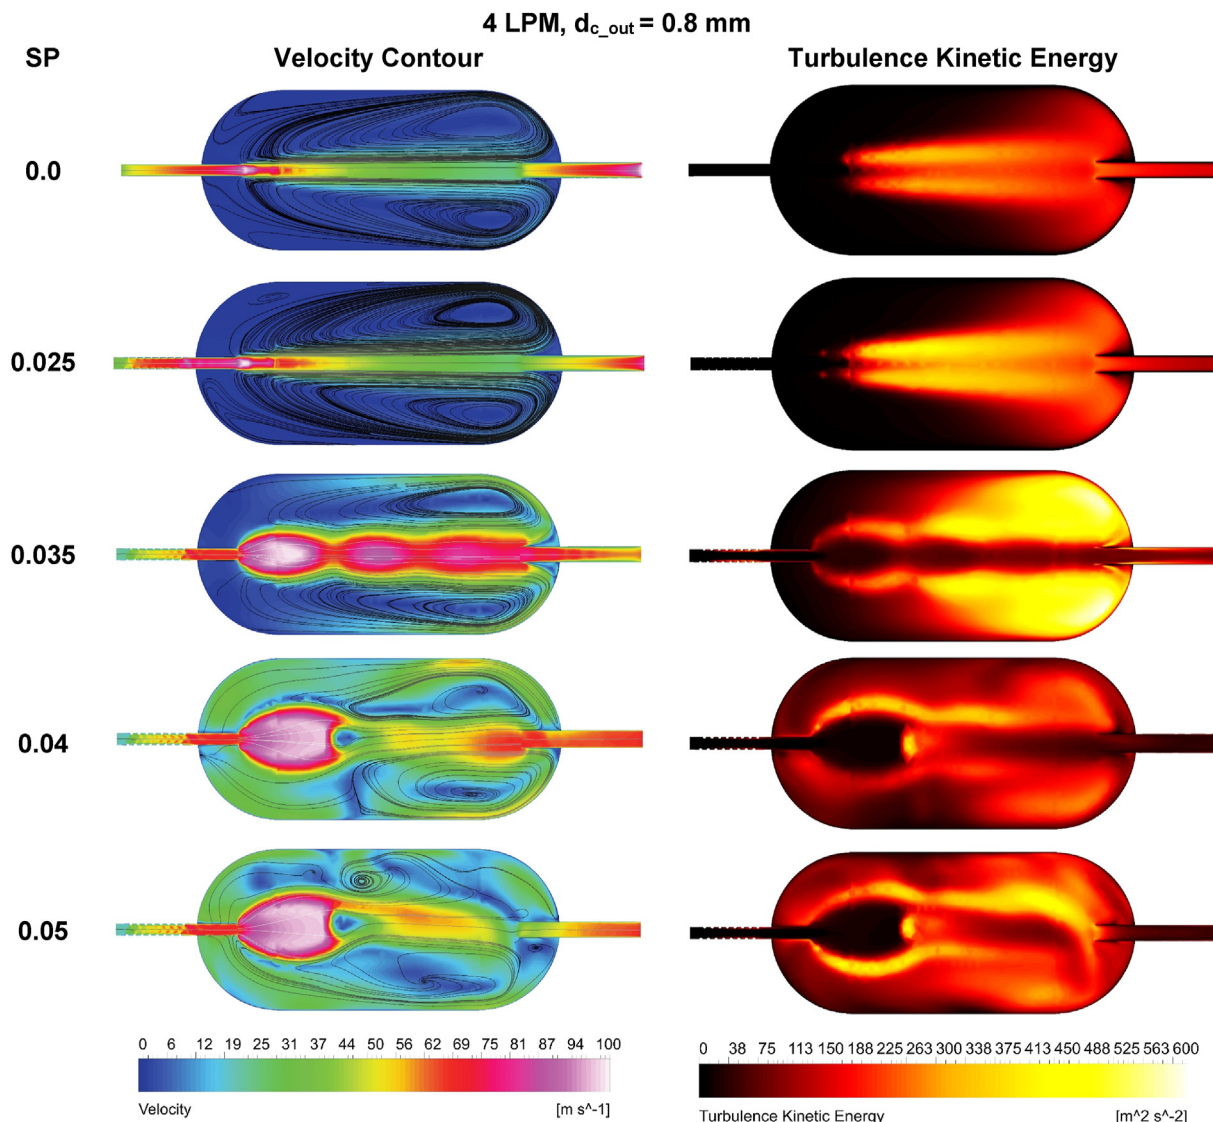 4 LPM, dc_out = 0.8 mm
SP Velocity Contour Turbulence Kinetic Energy
0.0
0.025
0.035
0.04
0.05
0 6 12 19 25 31 37 44 50 56 62 69 75 81 87 94 100
Velocity [m s^-1]
0 38 75 113 150 188 225 263 300 338 375 413 450 488 525 563 600
Turbulence Kinetic Energy [m^2 s^-2]